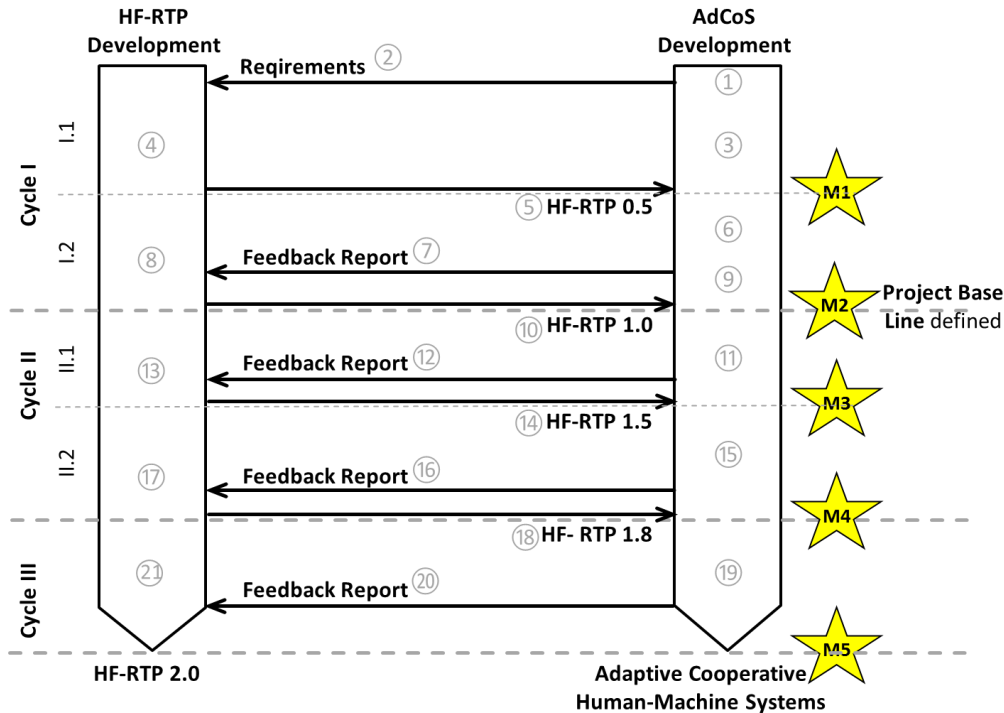 HF-RTP
Development
AdCoS
Development
Reqirements ②
①
I.1
④
③
Cycle I
M1
⑤ HF-RTP 0.5
⑥
I.2
Feedback Report ⑦
⑧
⑨
M2
Project Base
Line defined
⑩ HF-RTP 1.0
II.1
Feedback Report ⑫
⑪
⑬
Cycle II
M3
⑭ HF-RTP 1.5
⑮
II.2
Feedback Report ⑯
⑰
M4
⑱ HF- RTP 1.8
Cycle III
㉑
Feedback Report ⑳
⑲
M5
HF-RTP 2.0
Adaptive Cooperative
Human-Machine Systems